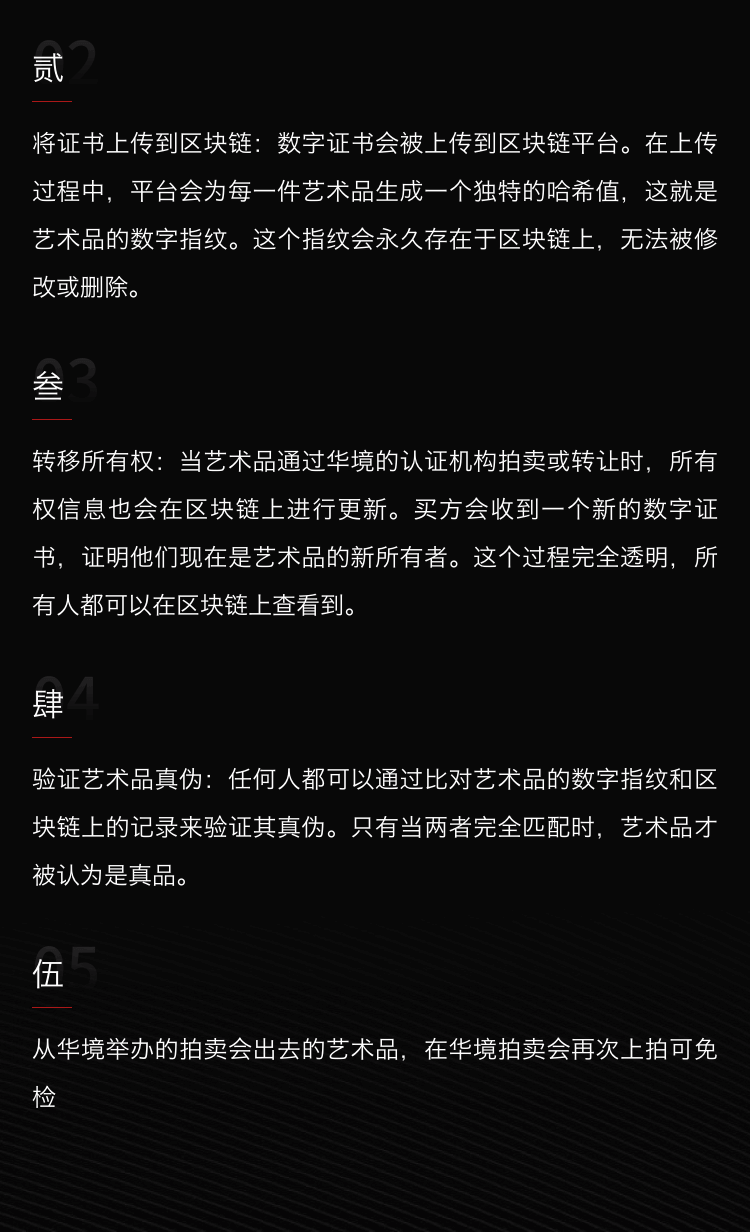 02
贰
将证书上传到区块链：数字证书会被上传到区块链平台。在上传
过程中，平台会为每一件艺术品生成一个独特的哈希值，这就是
艺术品的数字指纹。这个指纹会永久存在于区块链上，无法被修
改或删除。
03
叁
转移所有权：当艺术品通过华境的认证机构拍卖或转让时，所有
权信息也会在区块链上进行更新。买方会收到一个新的数字证
书，证明他们现在是艺术品的新所有者。这个过程完全透明，所
有人都可以在区块链上查看到。
04
肆
验证艺术品真伪：任何人都可以通过比对艺术品的数字指纹和区
块链上的记录来验证其真伪。只有当两者完全匹配时，艺术品才
被认为是真品。
05
伍
从华境举办的拍卖会出去的艺术品，在华境拍卖会再次上拍可免
检